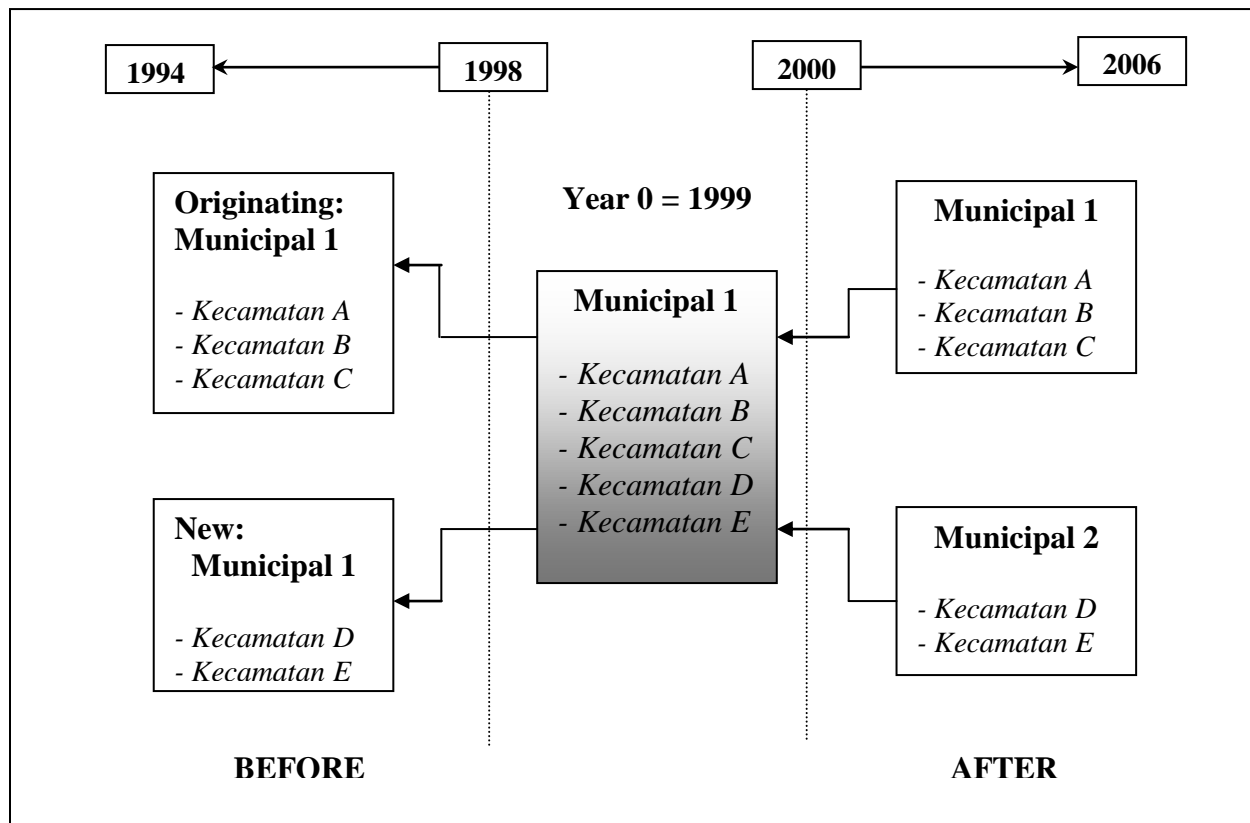 1994
1998
2000
2006
Originating:
Municipal 1
- Kecamatan A
- Kecamatan B
- Kecamatan C
New:
Municipal 1
- Kecamatan D
- Kecamatan E
BEFORE
Year 0 = 1999
Municipal 1
- Kecamatan A
- Kecamatan B
- Kecamatan C
- Kecamatan D
- Kecamatan E
Municipal 1
- Kecamatan A
- Kecamatan B
- Kecamatan C
Municipal 2
- Kecamatan D
- Kecamatan E
AFTER